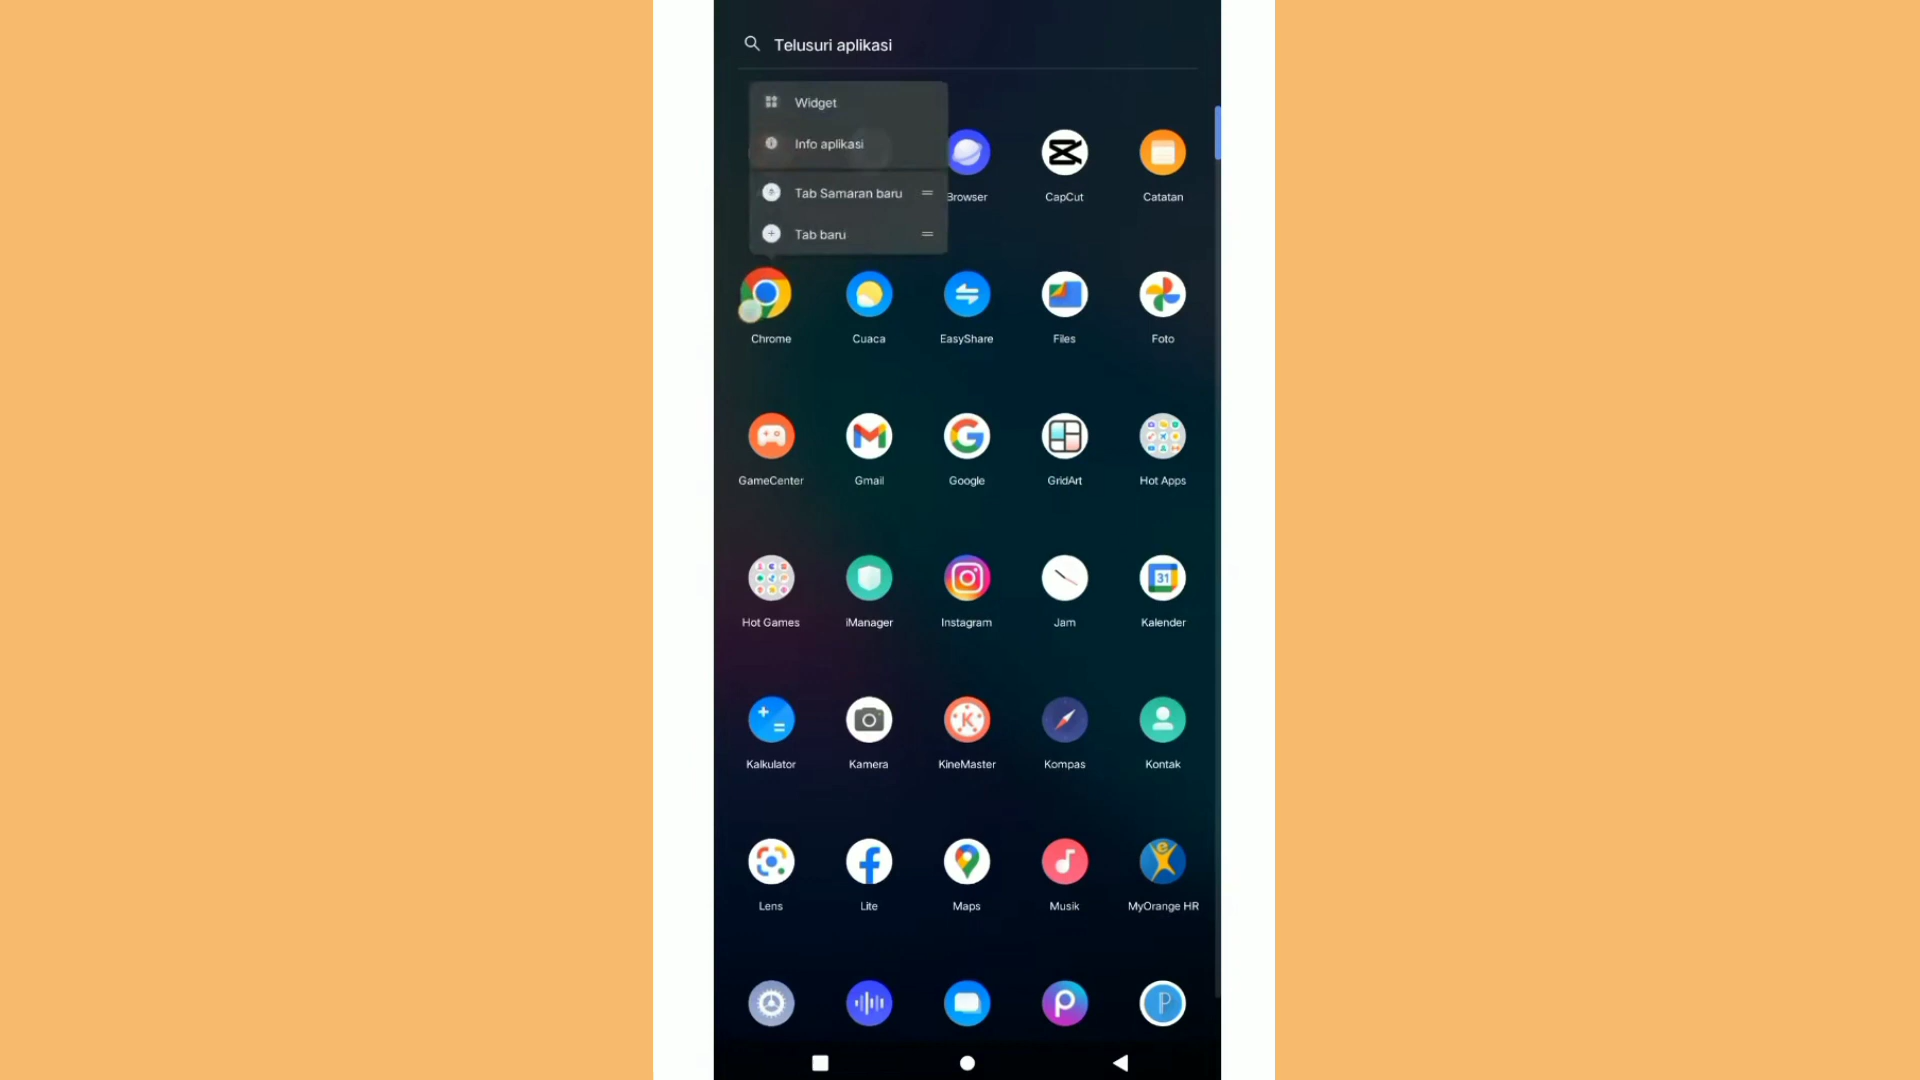 Telusuri aplikasi
Widget
Info aplikasi
Tab Samaran baru
Tab baru
Browser
CapCut
Catatan
Chrome
Cuaca
EasyShare
Files
Foto
GameCenter
Gmail
Google
GridArt
Hot Apps
Hot Games
iManager
Instagram
Jam
31
Kalender
Kalkulator
Kamera
K
KineMaster
Kompas
Kontak
Lens
Lite
Maps
Musik
MyOrange HR